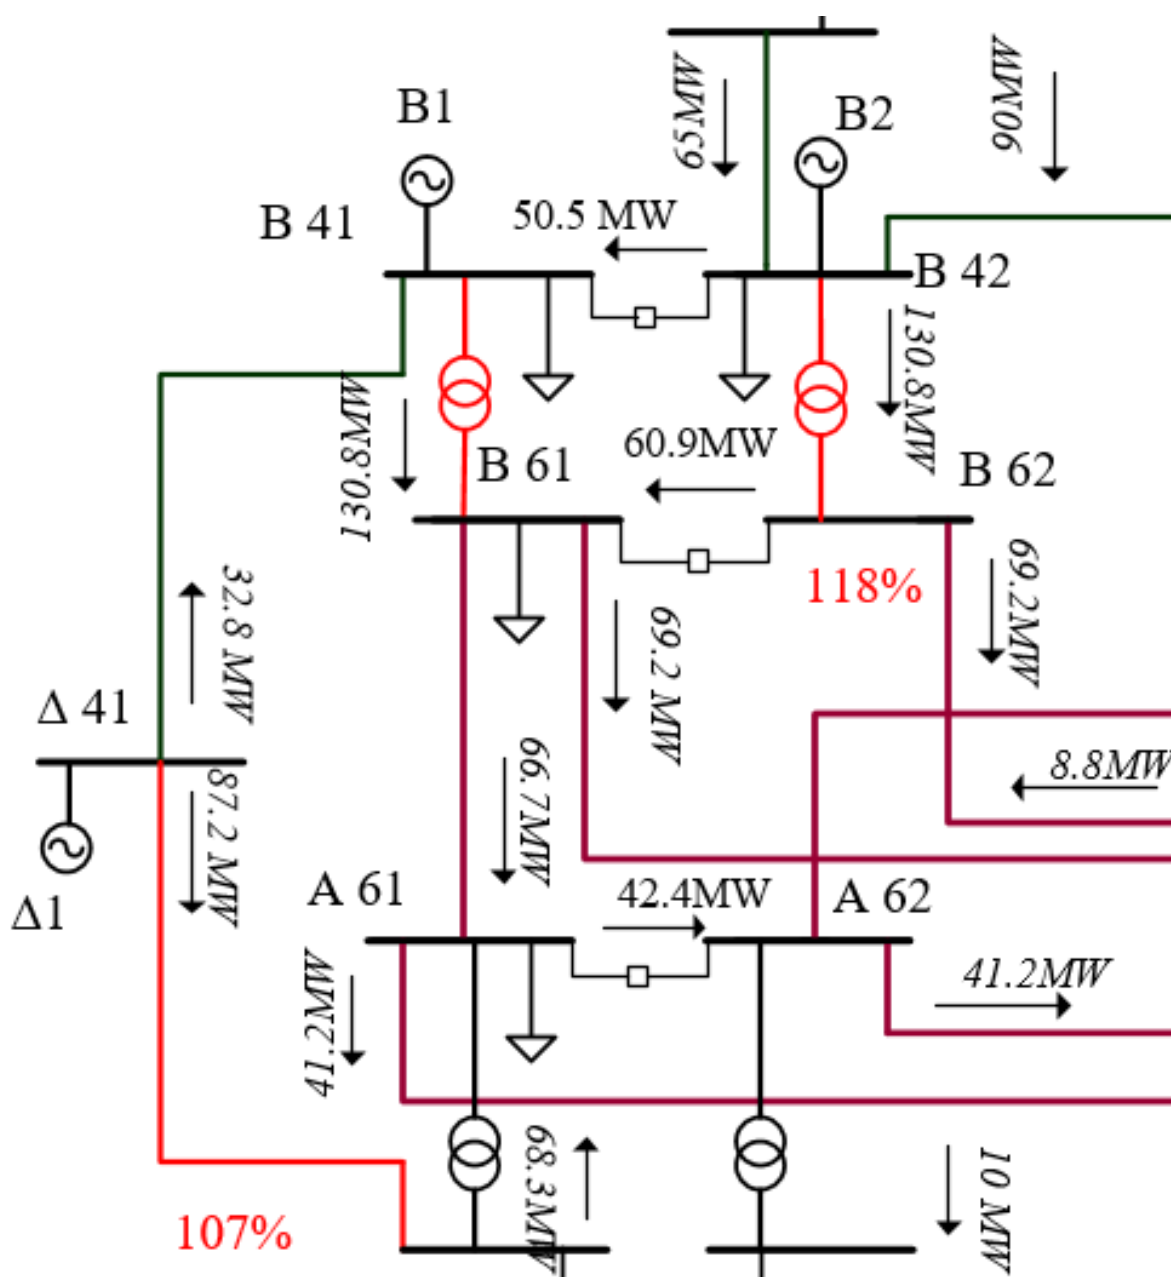 65MW
90MW
B1
B2
B 41
50.5 MW
B 42
130.8MW
130.8MW
60.9MW
B 61
B 62
118%
69.2MW
32.8 MW
69.2 MW
Δ 41
87.2 MW
66.7MW
8.8MW
Δ1
A 61
42.4MW
A 62
41.2MW
41.2MW
68.3MW
10 MW
107%